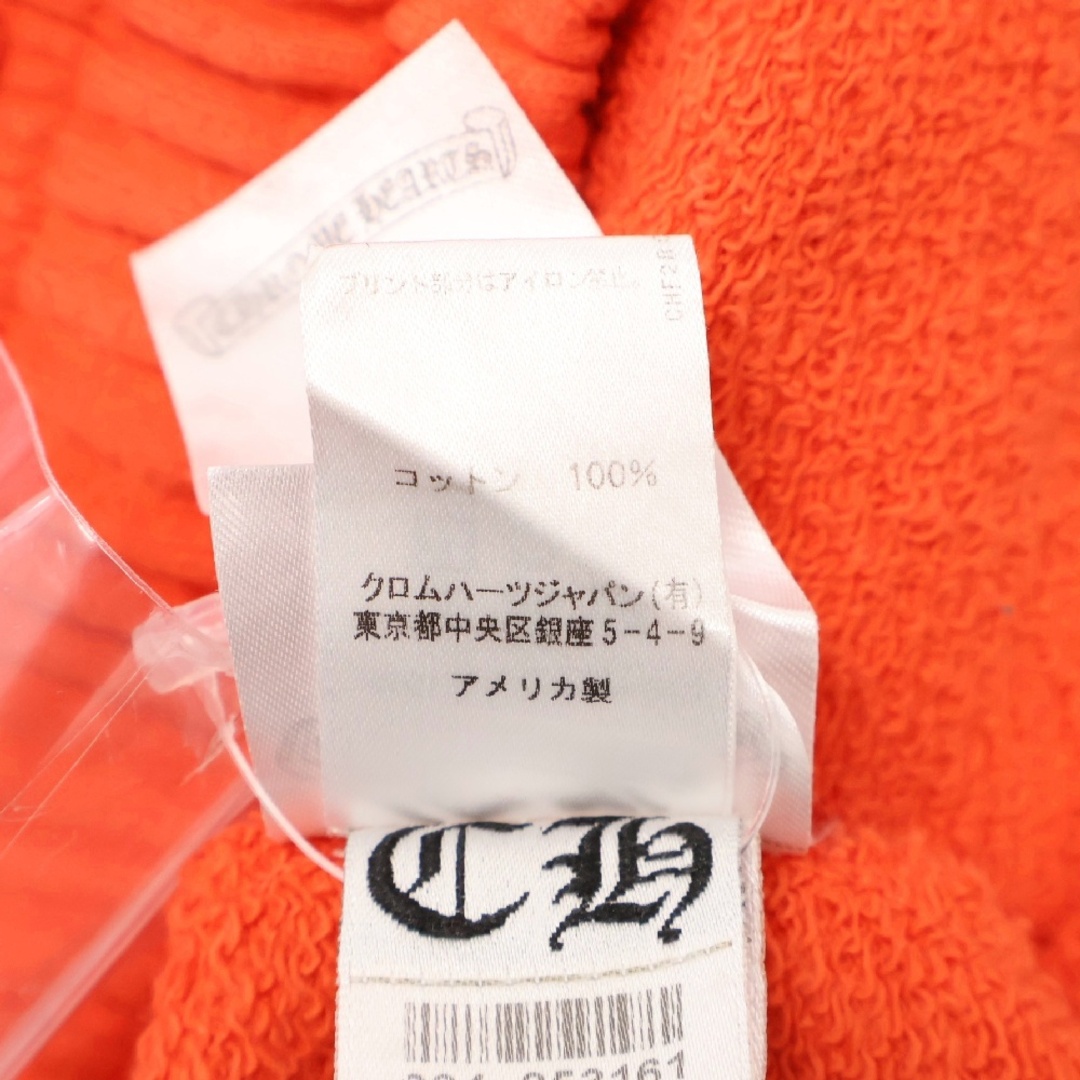 プリント部分はアイロン禁止。
コットン 100%
クロムハーツジャパン(有)
東京都中央区銀座5-4-9
アメリカ製
CH